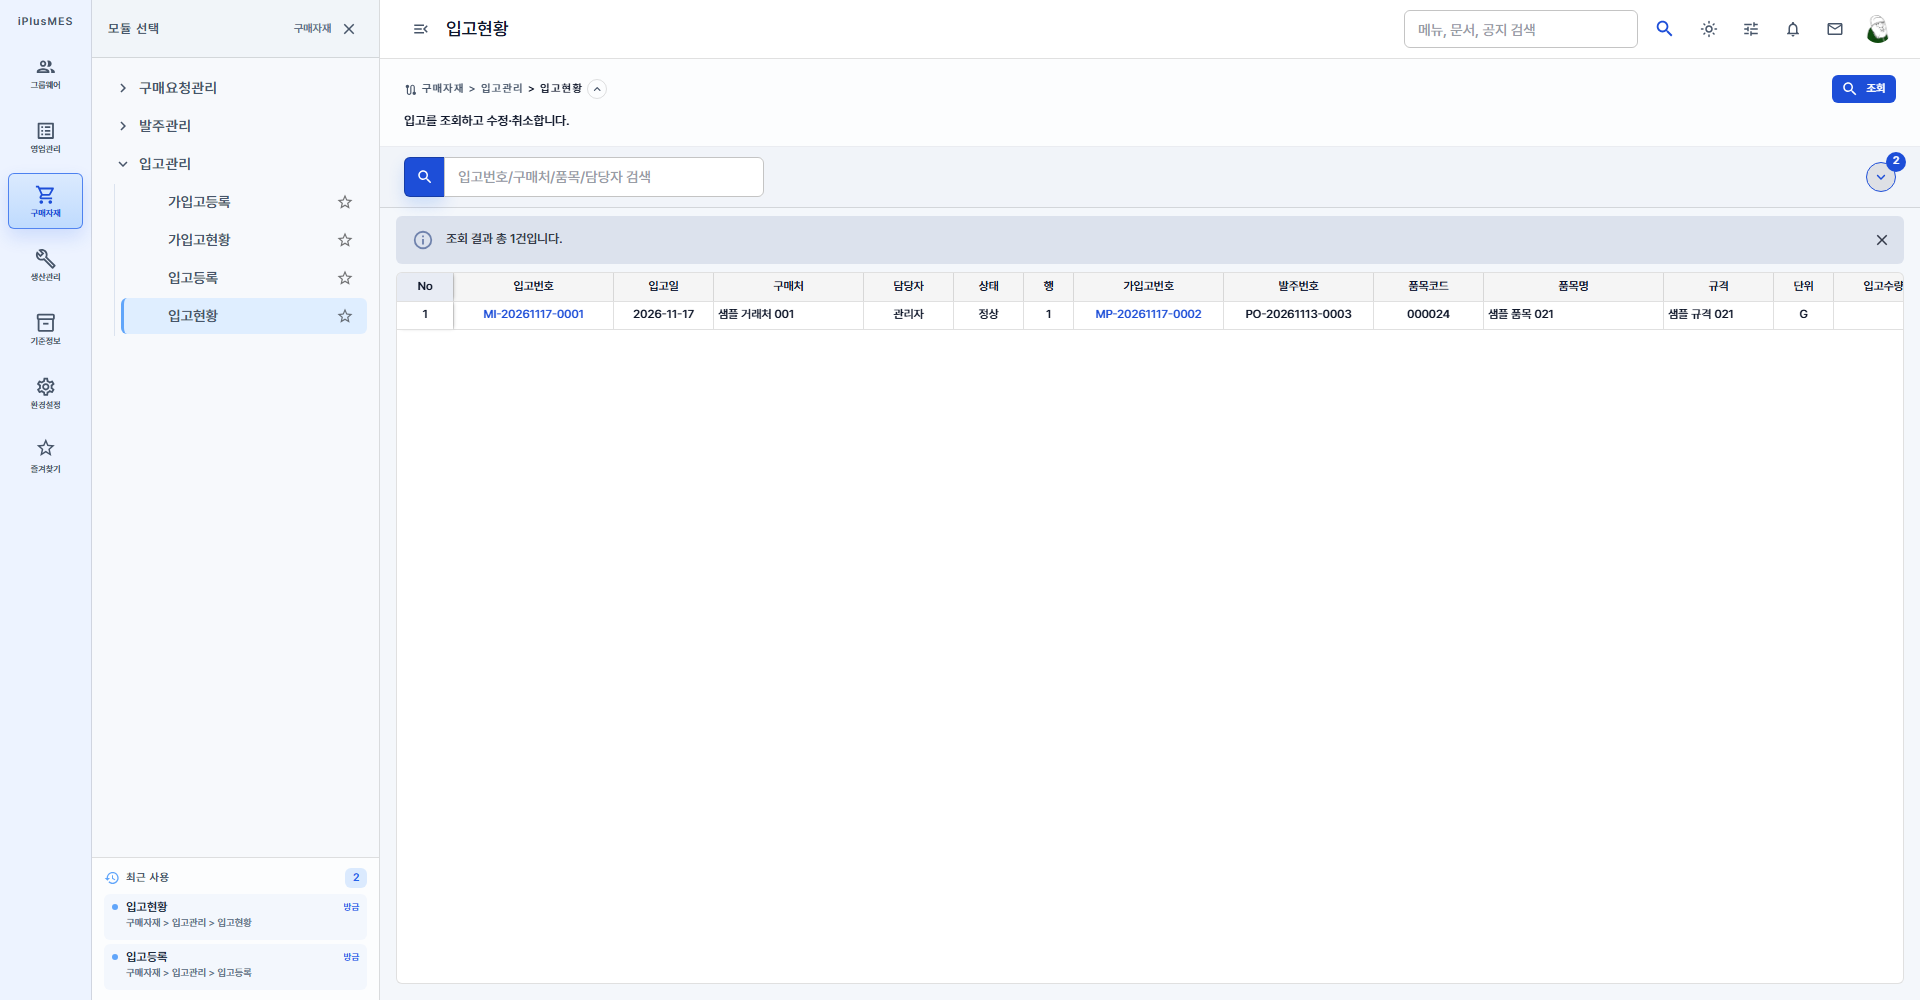 iPlusMES
그룹웨어
영업관리
구매자재
생산관리
기준정보
환경설정
즐겨찾기
모듈 선택
구매자재
구매요청관리
발주관리
입고관리
가입고등록
가입고현황
입고등록
입고현황
최근 사용
2
입고현황
방금
구매자재 > 입고관리 > 입고현황
입고등록
방금
구매자재 > 입고관리 > 입고등록
입고현황
메뉴, 문서, 공지 검색
구매자재 > 입고관리 > 입고현황
조회
입고를 조회하고 수정·취소합니다.
입고번호/구매처/품목/담당자 검색
2
조회 결과 총 1건입니다.
No 입고번호 입고일 구매처 담당자 상태 행 가입고번호 발주번호 품목코드 품목명 규격 단위 입고수량
1 MI-20261117-0001 2026-11-17 샘플 거래처 001 관리자 정상 1 MP-20261117-0002 PO-20261113-0003 000024 샘플 품목 021 샘플 규격 021 G